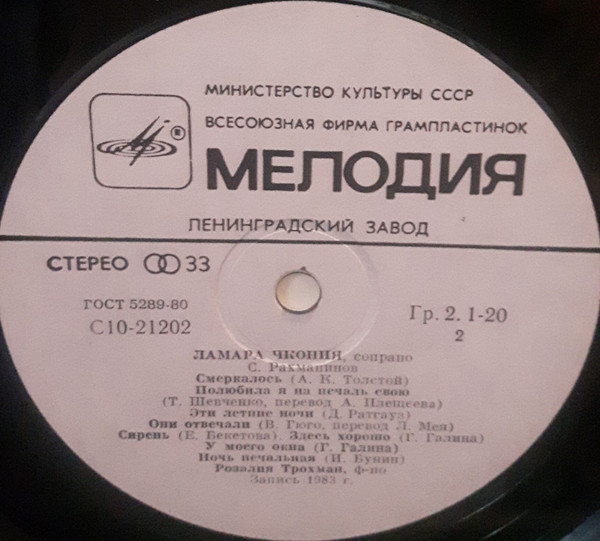 МИНИСТЕРСТВО КУЛЬТУРЫ СССР
ВСЕСОЮЗНАЯ ФИРМА ГРАМПЛАСТИНОК
®
МЕЛОДИЯ
ЛЕНИНГРАДСКИЙ ЗАВОД
СТЕРЕО 33
ГОСТ 5289-80
С10-21202
Гр. 2. 1-20
2
ЛАМАРА ЧКОНИЯ, сопрано
С. Рахманинов
Смеркалось (А. К. Толстой)
Полюбила я на печаль свою
(Т. Шевченко, перевод А. Плещеева)
Эти летние ночи (Д. Ратгауз)
Они отвечали (В. Гюго, перевод Л. Мея)
Сирень (Е. Бекетова). Здесь хорошо (Г. Галина)
У моего окна (Г. Галина)
Ночь печальная (И. Бунин)
Розалия Трохман, ф-но
Запись 1983 г.